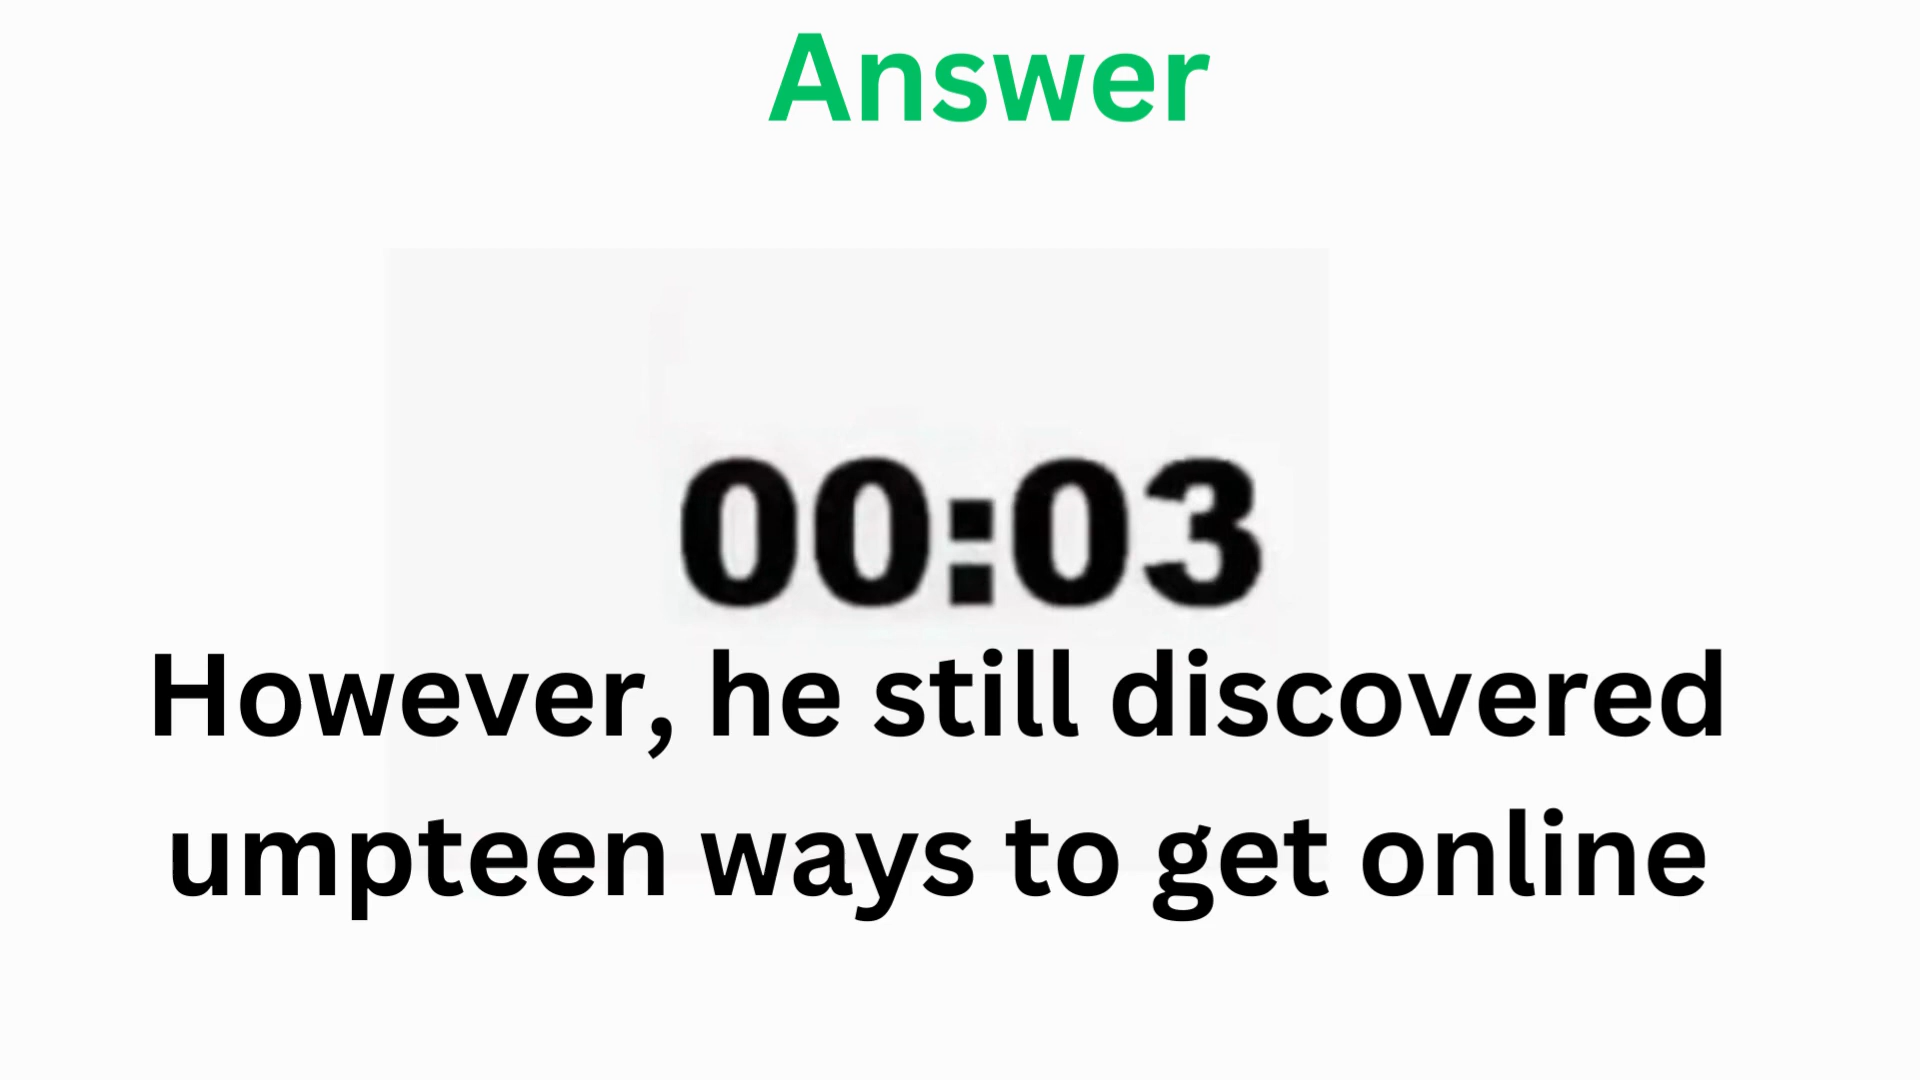 Answer
00:03
However, he still discovered
umpteen ways to get online